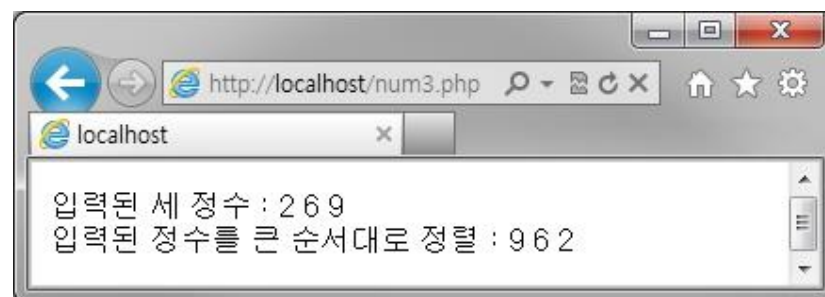 http://localhost/num3.php
localhost
입력된 세 정수 : 2 6 9
입력된 정수를 큰 순서대로 정렬 : 9 6 2